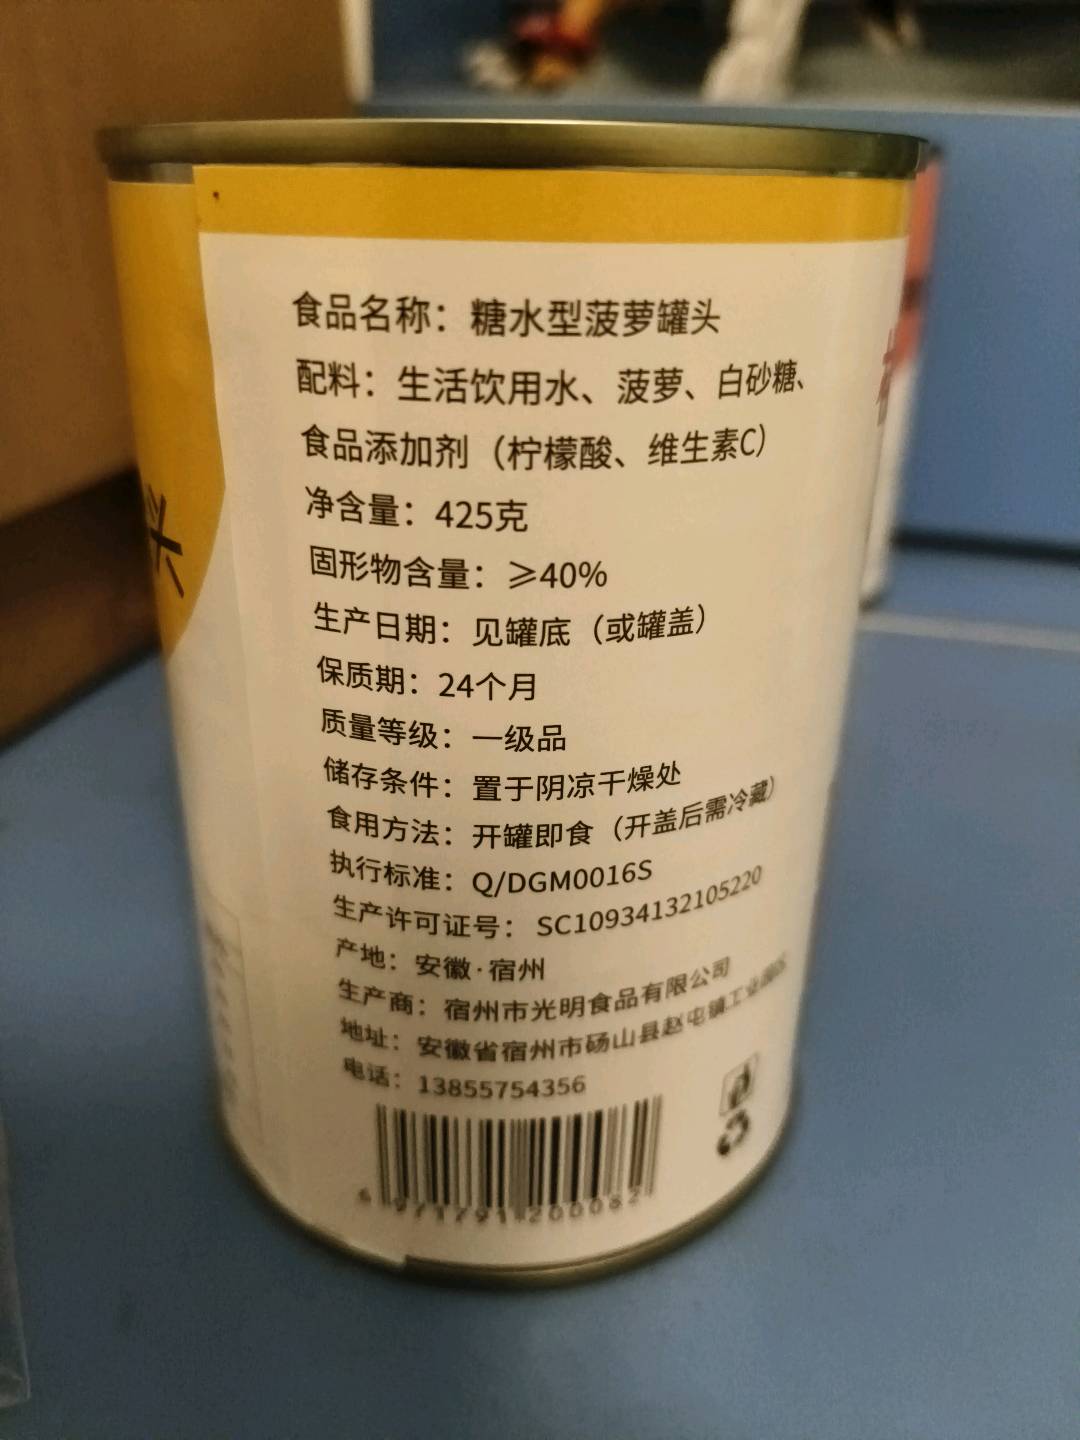 食品名称：糖水型菠萝罐头
配料：生活饮用水、菠萝、白砂糖、
食品添加剂（柠檬酸、维生素C）
净含量：425克
固形物含量：≥40%
生产日期：见罐底（或罐盖）
保质期：24个月
质量等级：一级品
储存条件：置于阴凉干燥处
食用方法：开罐即食（开盖后需冷藏）
执行标准：Q/DGM0016S
生产许可证号：SC10934132105220
产地：安徽·宿州
生产商：宿州市光明食品有限公司
地址：安徽省宿州市砀山县赵屯镇工业园区
电话：13855754356
6 971791 200082
头